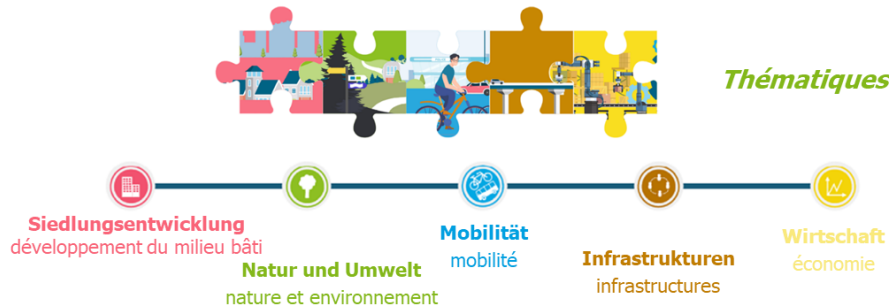 Thématiques
Siedlungsentwicklung
développement du milieu bâti
Natur und Umwelt
nature et environnement
Mobilität
mobilité
Infrastrukturen
infrastructures
Wirtschaft
économie